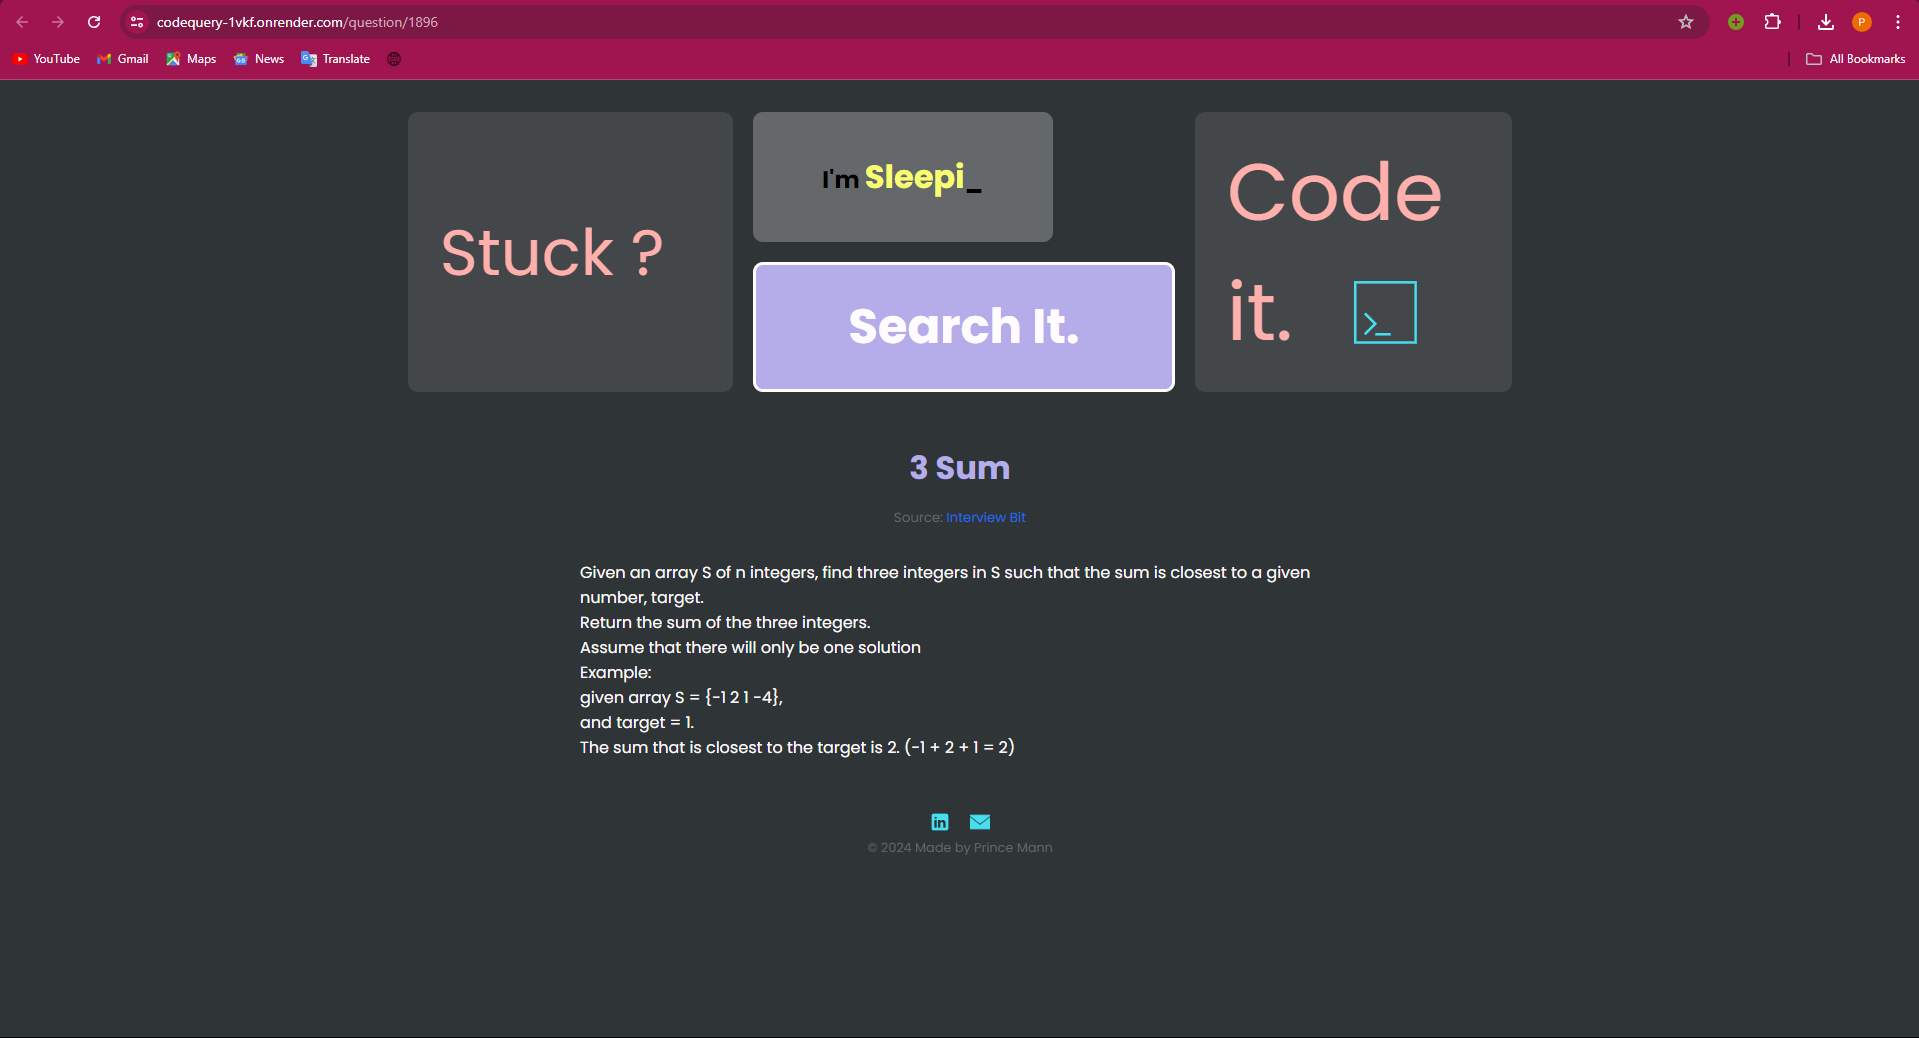 codequery-1vkf.onrender.com/question/1896
P
YouTube
Gmail
Maps
News
Translate
All Bookmarks
Stuck ?
I'm Sleepi_
Search It.
Code
it.
3 Sum
Source: Interview Bit
Given an array S of n integers, find three integers in S such that the sum is closest to a given
number, target.
Return the sum of the three integers.
Assume that there will only be one solution
Example:
given array S = {-1 2 1 -4},
and target = 1.
The sum that is closest to the target is 2. (-1 + 2 + 1 = 2)
© 2024 Made by Prince Mann